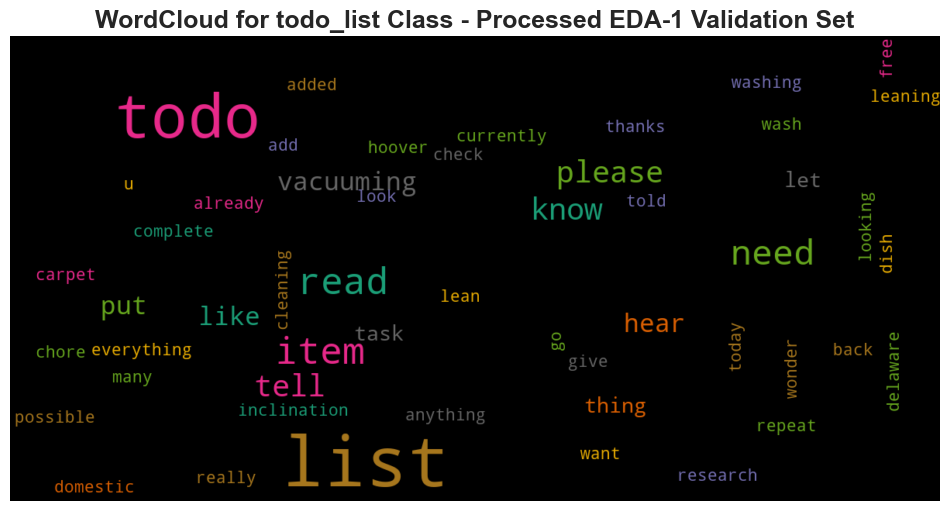 WordCloud for todo_list Class - Processed EDA-1 Validation Set
free
added
washing
leaning
todo
currently
thanks
wash
add
hoover
check
please
let
u
vacuuming
look
know
told
already
looking
complete
need
dish
carpet
cleaning
read
lean
put
like
hear
task
item
go
today
wonder
back
delaware
chore
everything
give
many
tell
inclination
anything
thing
possible
repeat
list
want
really
research
domestic